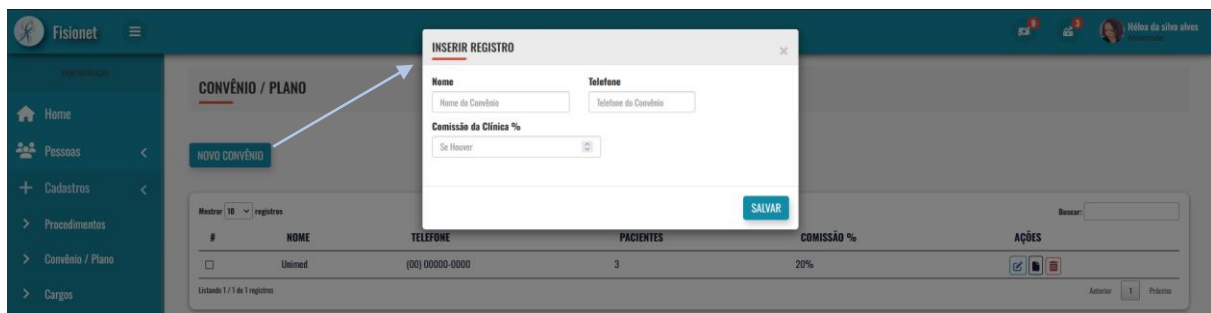 Fisionet
3
3
Héloa da silva alves
INSERIR REGISTRO
×
Nome
Telefone
Nome do Convênio
Telefone do Convênio
Comissão da Clínica %
Se Houver
SALVAR
CONVÊNIO / PLANO
NOVO CONVÊNIO
Home
Pessoas
Cadastros
Procedimentos
Convênio / Plano
Cargos
Mostrar 10 registros
Buscar:
# NOME TELEFONE PACIENTES COMISSÃO % AÇÕES
Unimed (00) 00000-0000 3 20%
Listando 1 / 1 de 1 registros
Anterior 1 Próximo